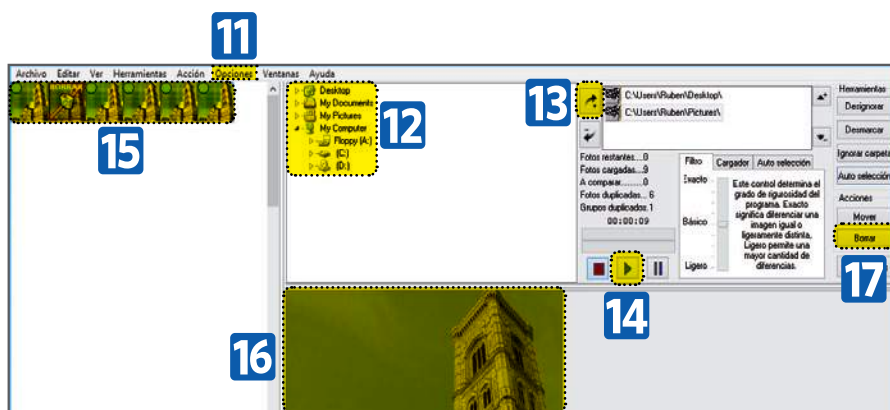 11
Archivo Editar Ver Herramientas Acción Opciones Ventanas Ayuda
BORRAR
15
Desktop
My Documents
My Pictures
My Computer
Floppy (A:)
(C:)
(D:)
12
13
C:\Users\Ruben\Desktop\
C:\Users\Ruben\Pictures\
Fotos restantes....0
Fotos cargadas....9
A comparar.........0
Fotos duplicadas... 6
Grupos duplicados.1
00:00:09
14
Filtro Cargador Auto selección
Exacto
Básico
Ligero
Este control determina el
grado de rigurosidad del
programa. Exacto
significa diferenciar una
imagen igual o
ligeramente distinta.
Ligero permite una
mayor cantidad de
diferencias.
Herramientas
Designorar
Desmarcar
Ignorar carpeta
Auto selección
Acciones
Mover
Borrar
17
16